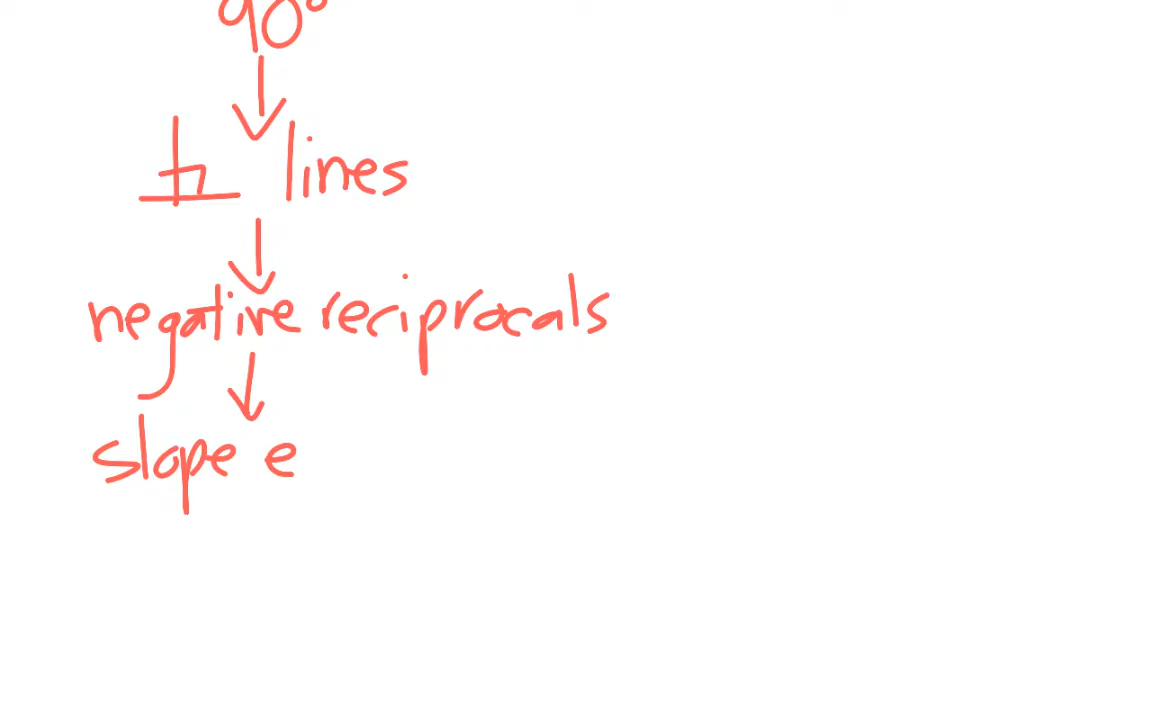 90°
⊥ lines
negative reciprocals
slope e